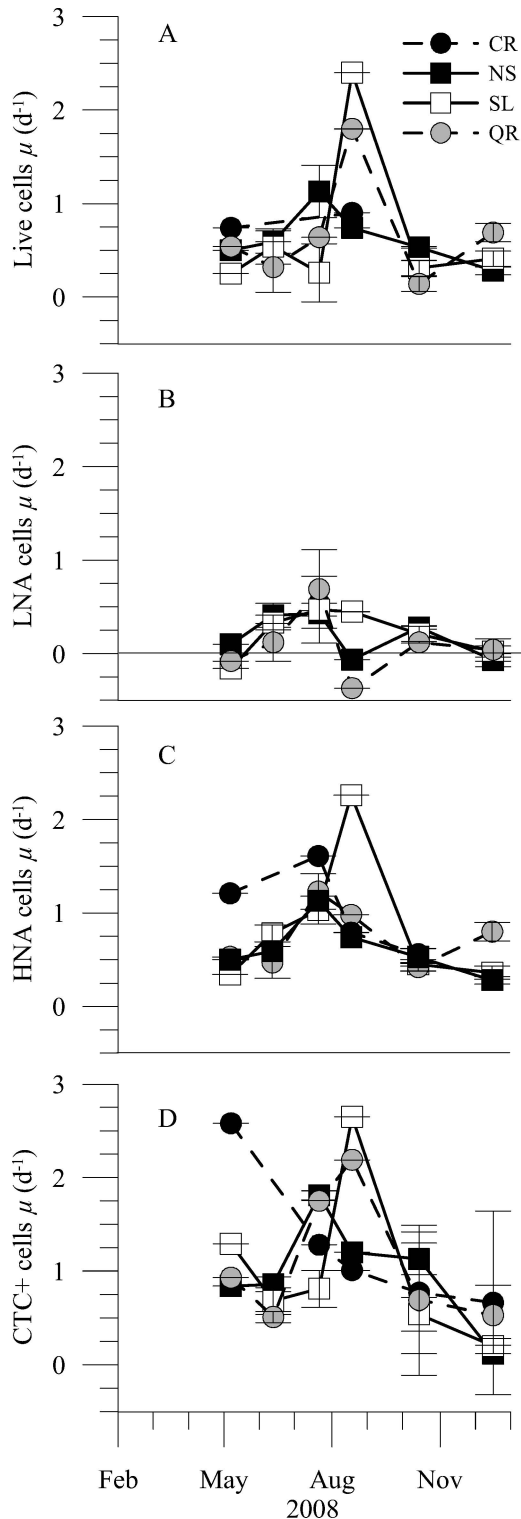 A
CR
NS
SL
QR
3
2
1
0
Live cells μ (d-1)
B
3
2
1
0
LNA cells μ (d-1)
C
3
2
1
0
HNA cells μ (d-1)
D
3
2
1
0
CTC+ cells μ (d-1)
Feb May Aug Nov
2008